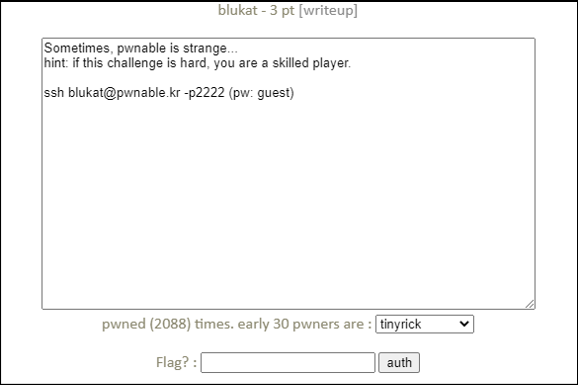 blukat - 3 pt [writeup]
Sometimes, pwnable is strange...
hint: if this challenge is hard, you are a skilled player.
ssh blukat@pwnable.kr -p2222 (pw: guest)
pwned (2088) times. early 30 pwners are : tinyrick
Flag? : auth